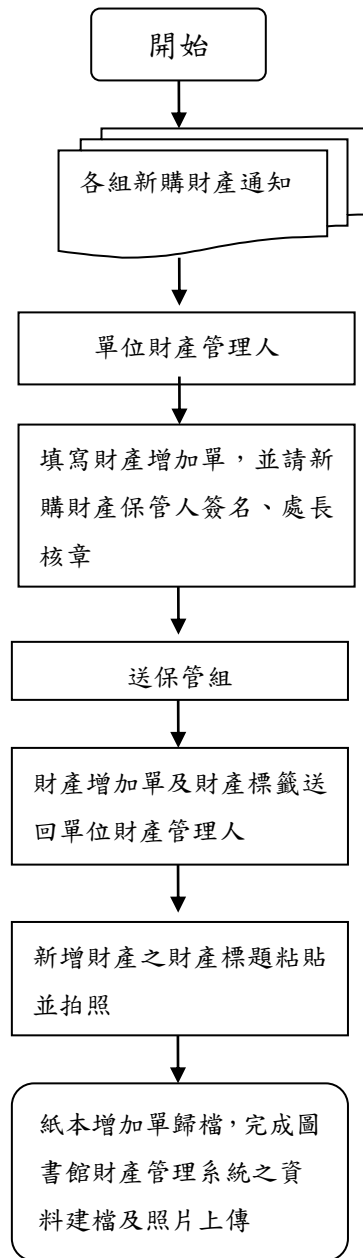 開始
各組新購財產通知
單位財產管理人
填寫財產增加單，並請新
購財產保管人簽名、處長
核章
送保管組
財產增加單及財產標籤送
回單位財產管理人
新增財產之財產標題粘貼
並拍照
紙本增加單歸檔，完成圖
書館財產管理系統之資
料建檔及照片上傳